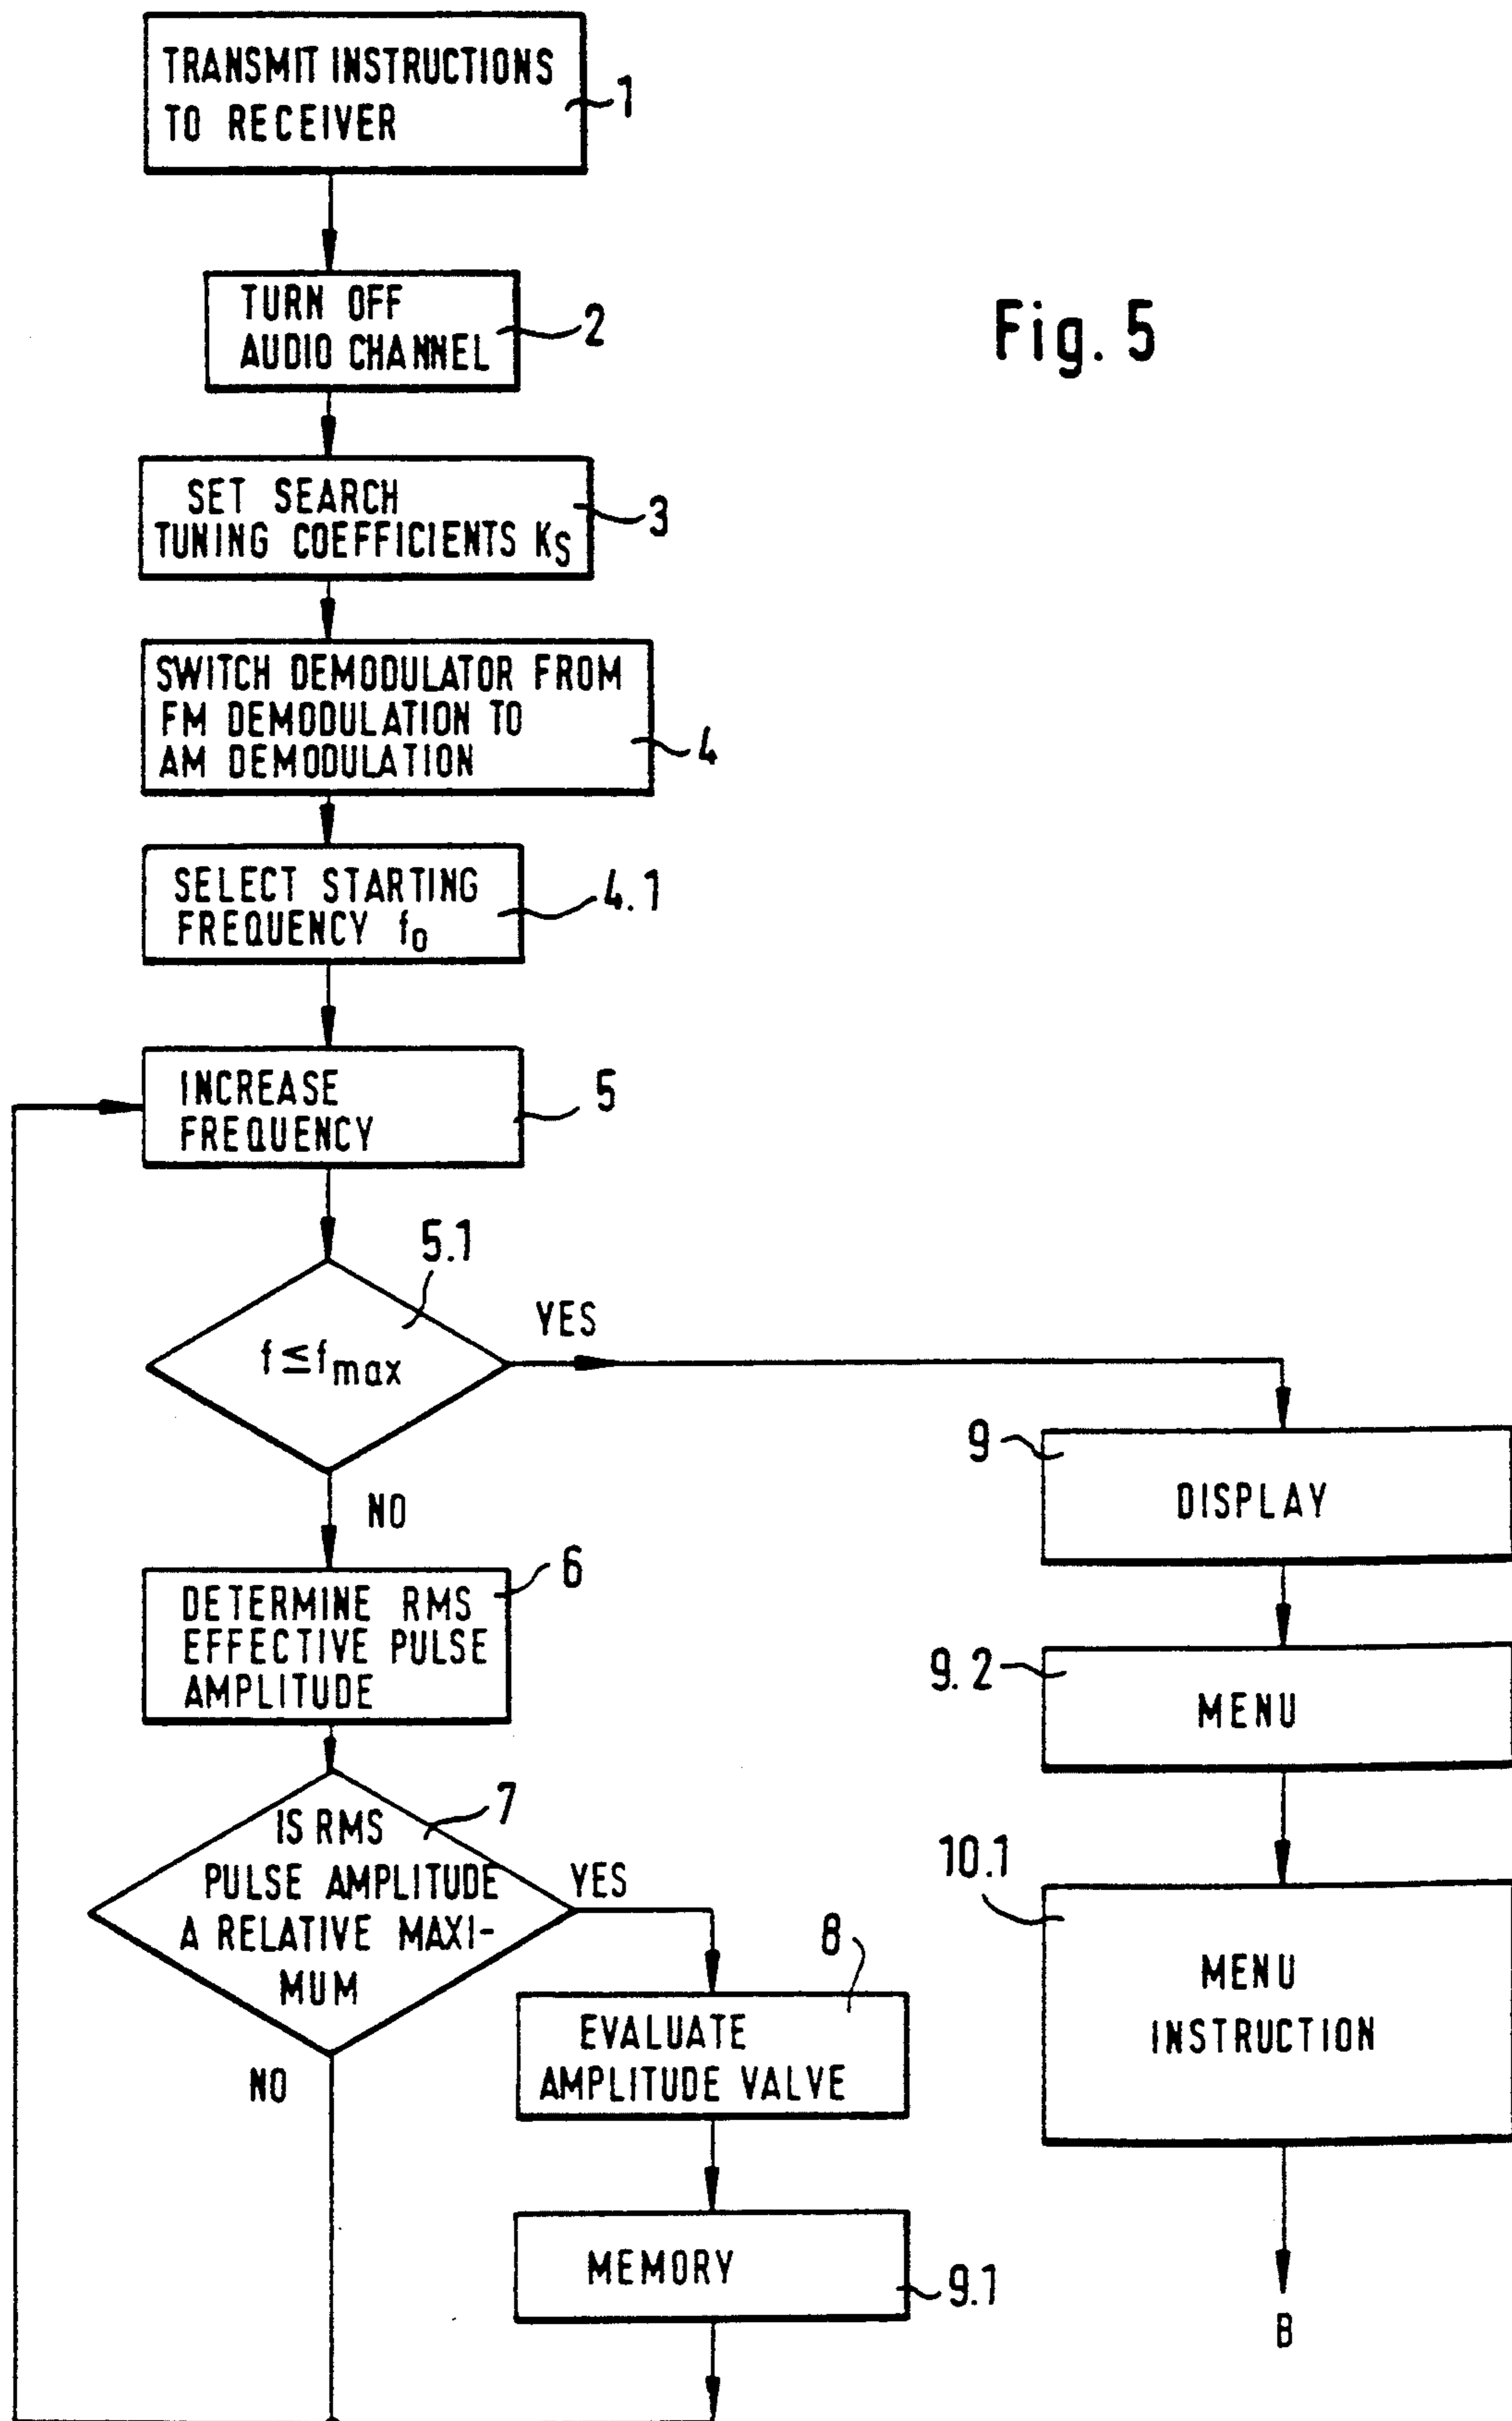 TRANSMIT INSTRUCTIONS
TO RECEIVER
1
TURN OFF
AUDIO CHANNEL
2
Fig. 5
SET SEARCH
TUNING COEFFICIENTS KS
3
SWITCH DEMODULATOR FROM
FM DEMODULATION TO
AM DEMODULATION
4
SELECT STARTING
FREQUENCY f0
4.1
INCREASE
FREQUENCY
5
5.1
f ≤ fmax
YES
NO
9
DISPLAY
6
DETERMINE RMS
EFFECTIVE PULSE
AMPLITUDE
9.2
MENU
7
IS RMS
PULSE AMPLITUDE
A RELATIVE MAXI-
MUM
YES
NO
10.1
MENU
INSTRUCTION
8
EVALUATE
AMPLITUDE VALVE
MEMORY
9.1
B